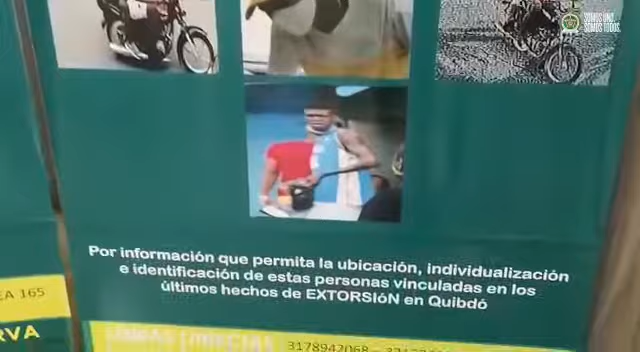 SOMOS UNO,
SOMOS TODOS.
Por información que permita la ubicación, individualización
e identificación de estas personas vinculadas en los
últimos hechos de EXTORSIóN en Quibdó
EA 165
RVA
3178942068 -